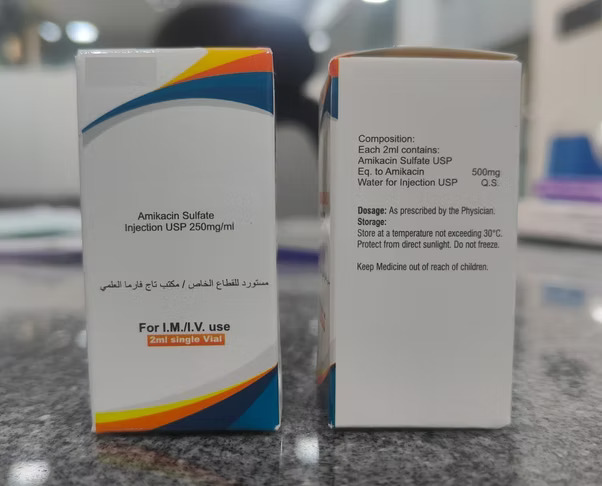 Amikacin Sulfate
Injection USP 250mg/ml
مستورد للقطاع الخاص / مكتب تاج فارما العلمي
For I.M./I.V. use
2ml single Vial
Composition:
Each 2ml contains:
Amikacin Sulfate USP
Eq. to Amikacin 500mg
Water for Injection USP Q.S.
Dosage: As prescribed by the Physician.
Storage:
Store at a temperature not exceeding 30°C.
Protect from direct sunlight. Do not freeze.
Keep Medicine out of reach of children.